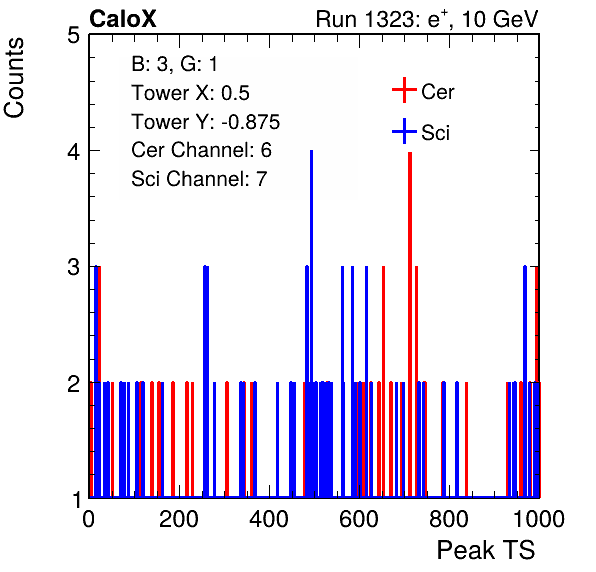 CaloX Run 1323: e⁺, 10 GeV
Counts
B: 3, G: 1
Tower X: 0.5
Tower Y: -0.875
Cer Channel: 6
Sci Channel: 7
Cer
Sci
5
4
3
2
1
0 200 400 600 800 1000
Peak TS